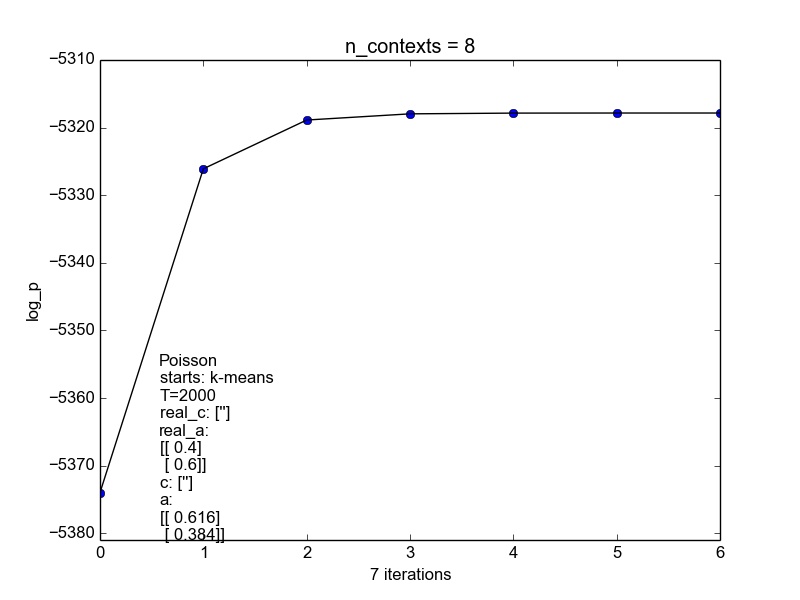 n_contexts = 8
−5310
−5320
−5330
−5340
−5350
−5360
−5370
−5380
log_p
Poisson
starts: k-means
T=2000
real_c: ['']
real_a:
[[ 0.4]
[ 0.6]]
c: ['']
a:
[[ 0.616]
[ 0.384]]
0 1 2 3 4 5 6
7 iterations